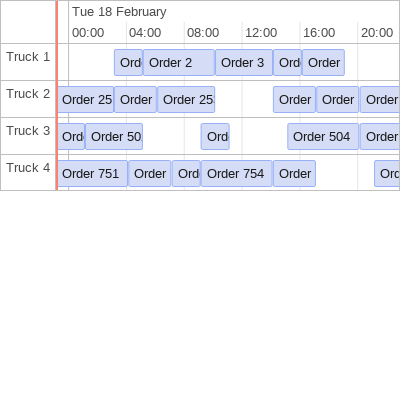 Tue 18 February
00:00 04:00 08:00 12:00 16:00 20:00
Truck 1 Ord Order 2 Order 3 Ord Order
Truck 2 Order 25 Order Order 25 Order Order Order
Truck 3 Ord Order 50 Ord Order 504 Order
Truck 4 Order 751 Order Ord Order 754 Order Ord